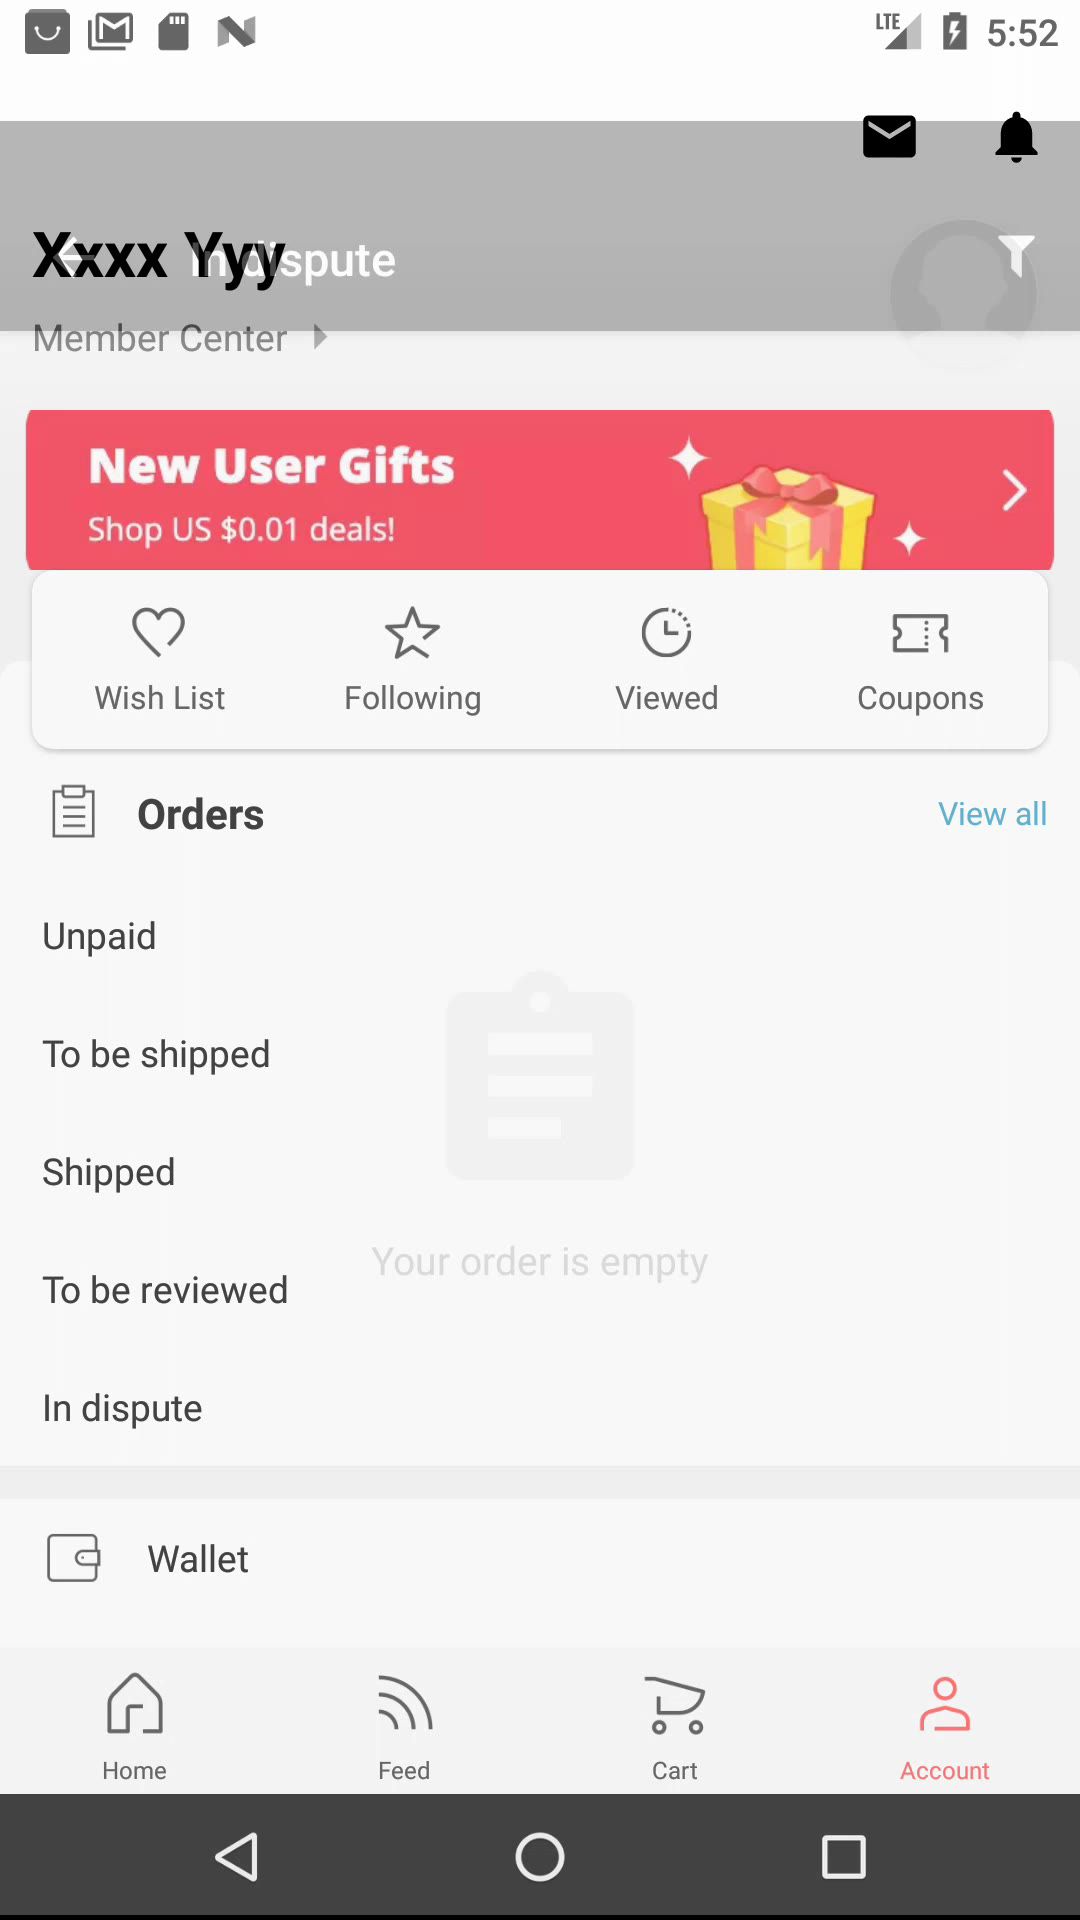 LTE 5:52
Xxxx Yyy
In dispute
Member Center
New User Gifts
Shop US $0.01 deals!
Wish List Following Viewed Coupons
Orders View all
Unpaid
To be shipped
Shipped
Your order is empty
To be reviewed
In dispute
Wallet
Home Feed Cart Account